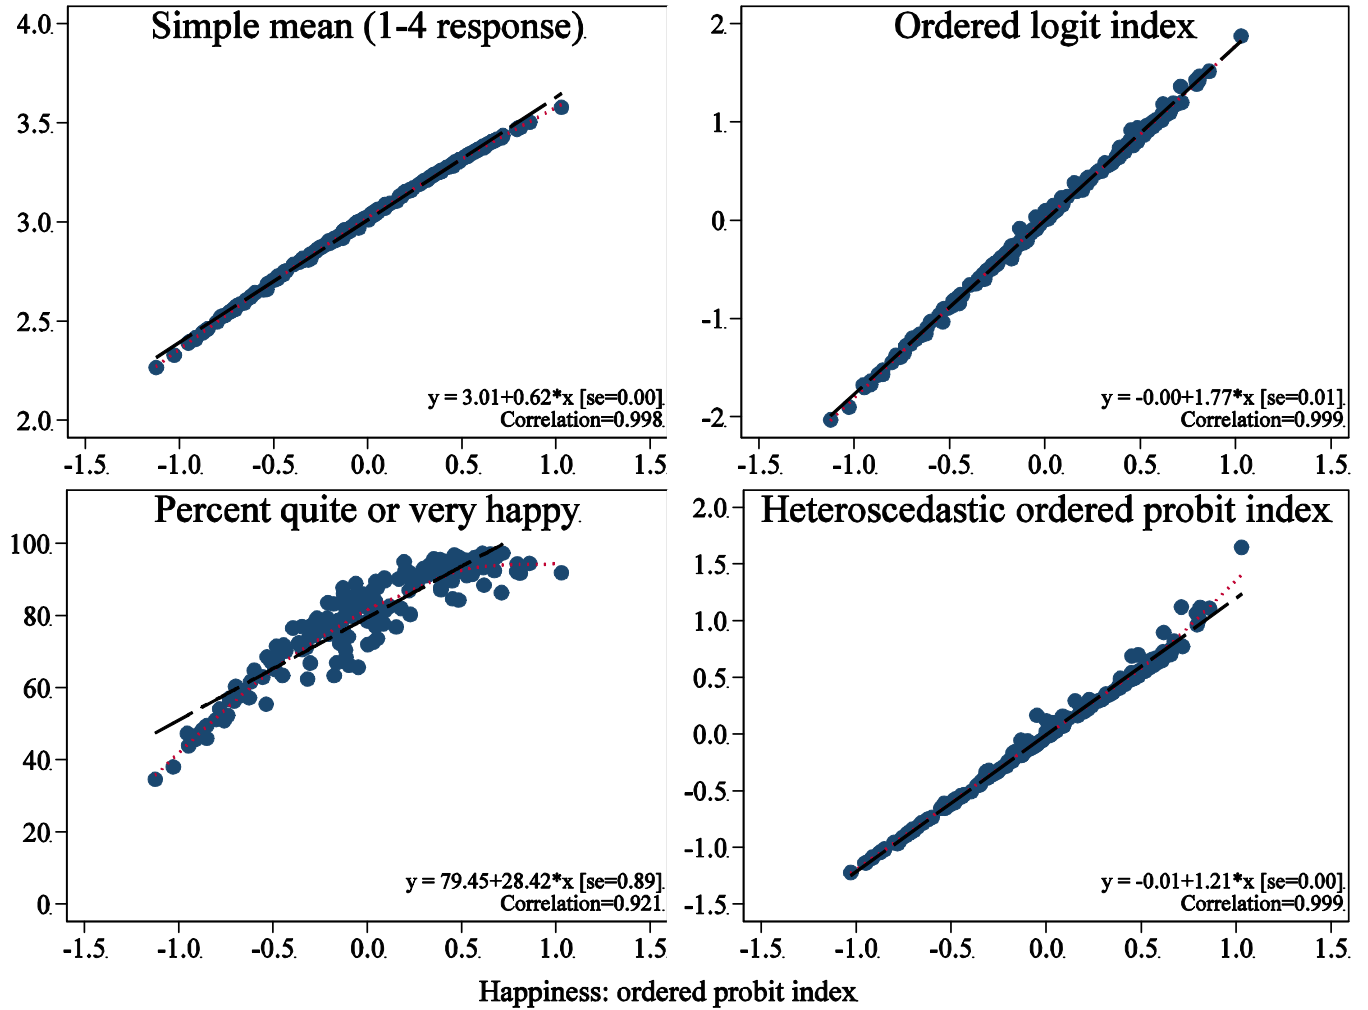 Simple mean (1-4 response)
4.0
3.5
3.0
2.5
2.0
y = 3.01+0.62*x [se=0.00]
Correlation=0.998
-1.5 -1.0 -0.5 0.0 0.5 1.0 1.5
Ordered logit index
2
1
0
-1
-2
y = -0.00+1.77*x [se=0.01]
Correlation=0.999
-1.5 -1.0 -0.5 0.0 0.5 1.0 1.5
Percent quite or very happy
100
80
60
40
20
0
y = 79.45+28.42*x [se=0.89]
Correlation=0.921
-1.5 -1.0 -0.5 0.0 0.5 1.0 1.5
Heteroscedastic ordered probit index
2.0
1.5
1.0
0.5
0.0
-0.5
-1.0
-1.5
y = -0.01+1.21*x [se=0.00]
Correlation=0.999
-1.5 -1.0 -0.5 0.0 0.5 1.0 1.5
Happiness: ordered probit index